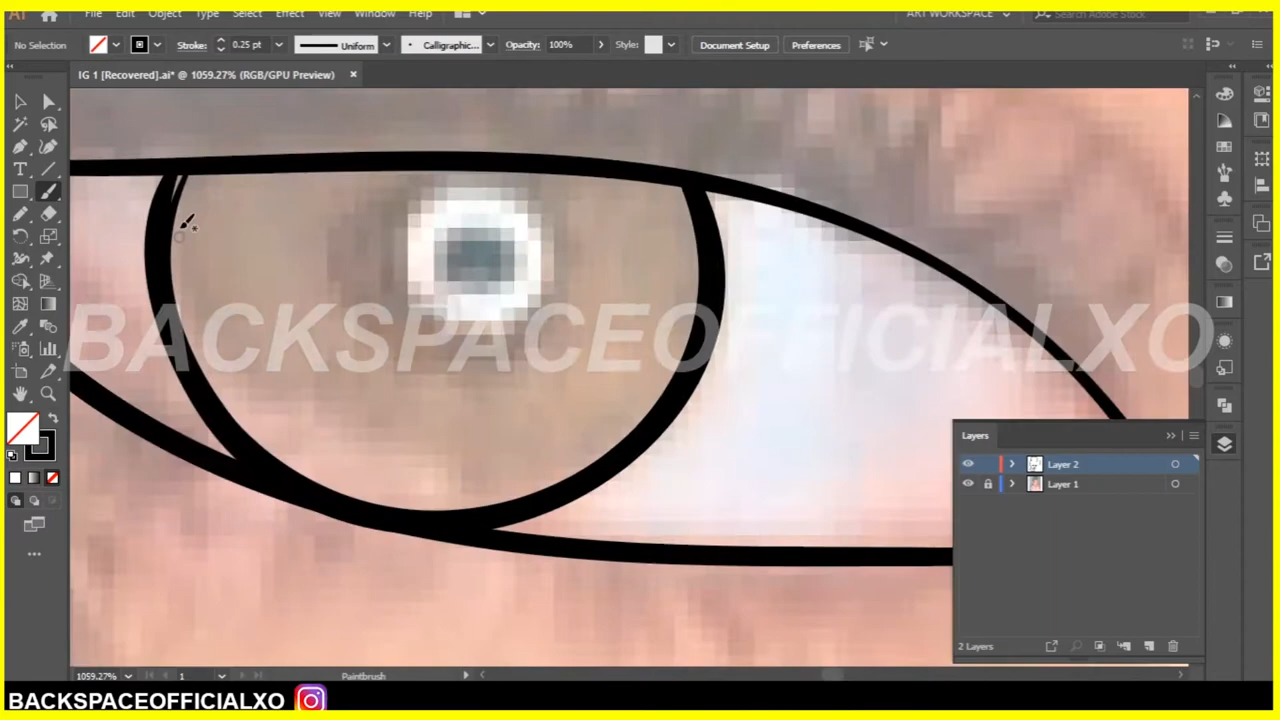 Ai File Edit Object Type Select Effect View Window Help ART WORKSPACE Search Adobe Stock
No Selection Stroke: 0.25 pt Uniform Calligraphic... Opacity: 100% Style: Document Setup Preferences
IG 1 [Recovered].ai* @ 1059.27% (RGB/GPU Preview)
BACKSPACEOFFICIALXO
Layers
Layer 2
Layer 1
2 Layers
1059.27% 1 Paintbrush
BACKSPACEOFFICIALXO